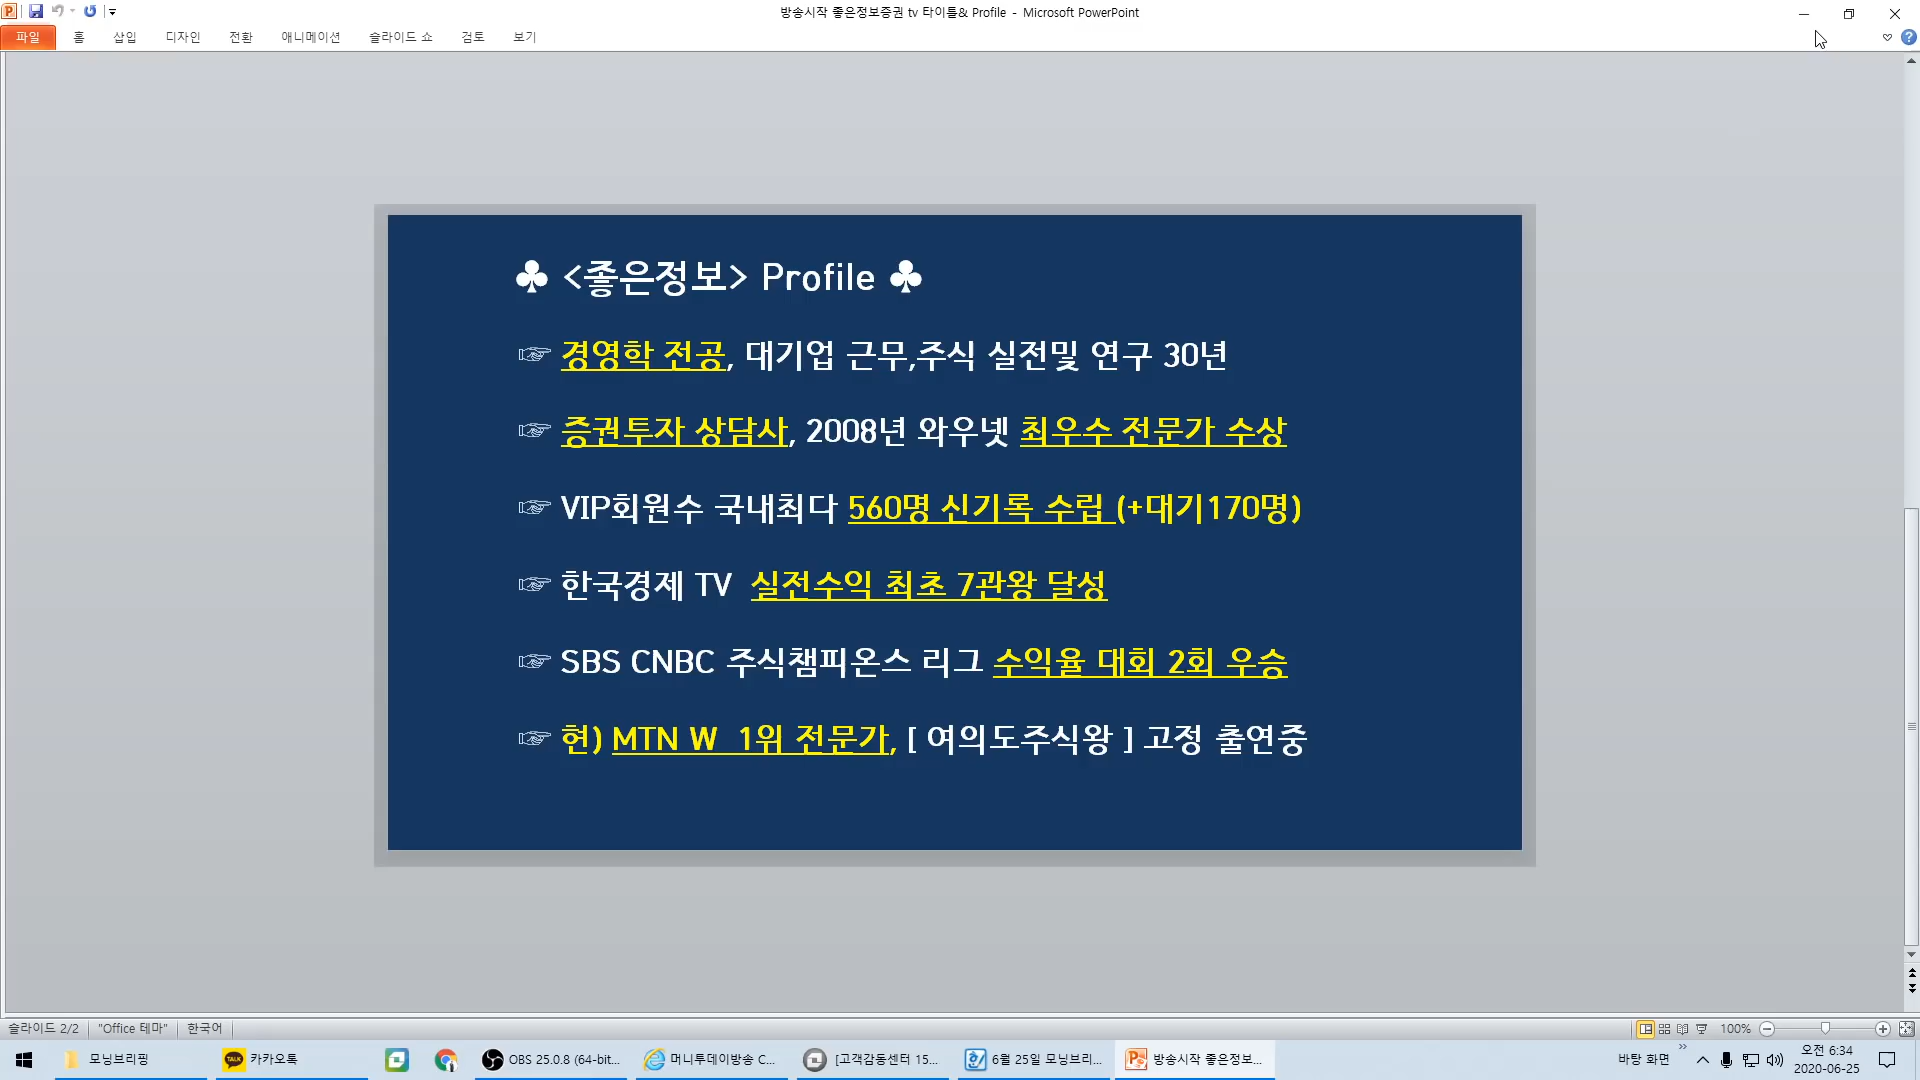 방송시작 좋은정보증권 tv 타이틀& Profile - Microsoft PowerPoint
파일 홈 삽입 디자인 전환 애니메이션 슬라이드 쇼 검토 보기
♣ <좋은정보> Profile ♣
☞ 경영학 전공, 대기업 근무,주식 실전및 연구 30년
☞ 증권투자 상담사, 2008년 와우넷 최우수 전문가 수상
☞ VIP회원수 국내최다 560명 신기록 수립 (+대기170명)
☞ 한국경제 TV 실전수익 최초 7관왕 달성
☞ SBS CNBC 주식챔피온스 리그 수익율 대회 2회 우승
☞ 현) MTN W 1위 전문가, [ 여의도주식왕 ] 고정 출연중
슬라이드 2/2 "Office 테마" 한국어 100%
모닝브리핑 카카오톡 OBS 25.0.8 (64-bit... 머니투데이방송 C... [고객감동센터 15... 6월 25일 모닝브리... 방송시작 좋은정보... 바탕 화면 오전 6:34
2020-06-25